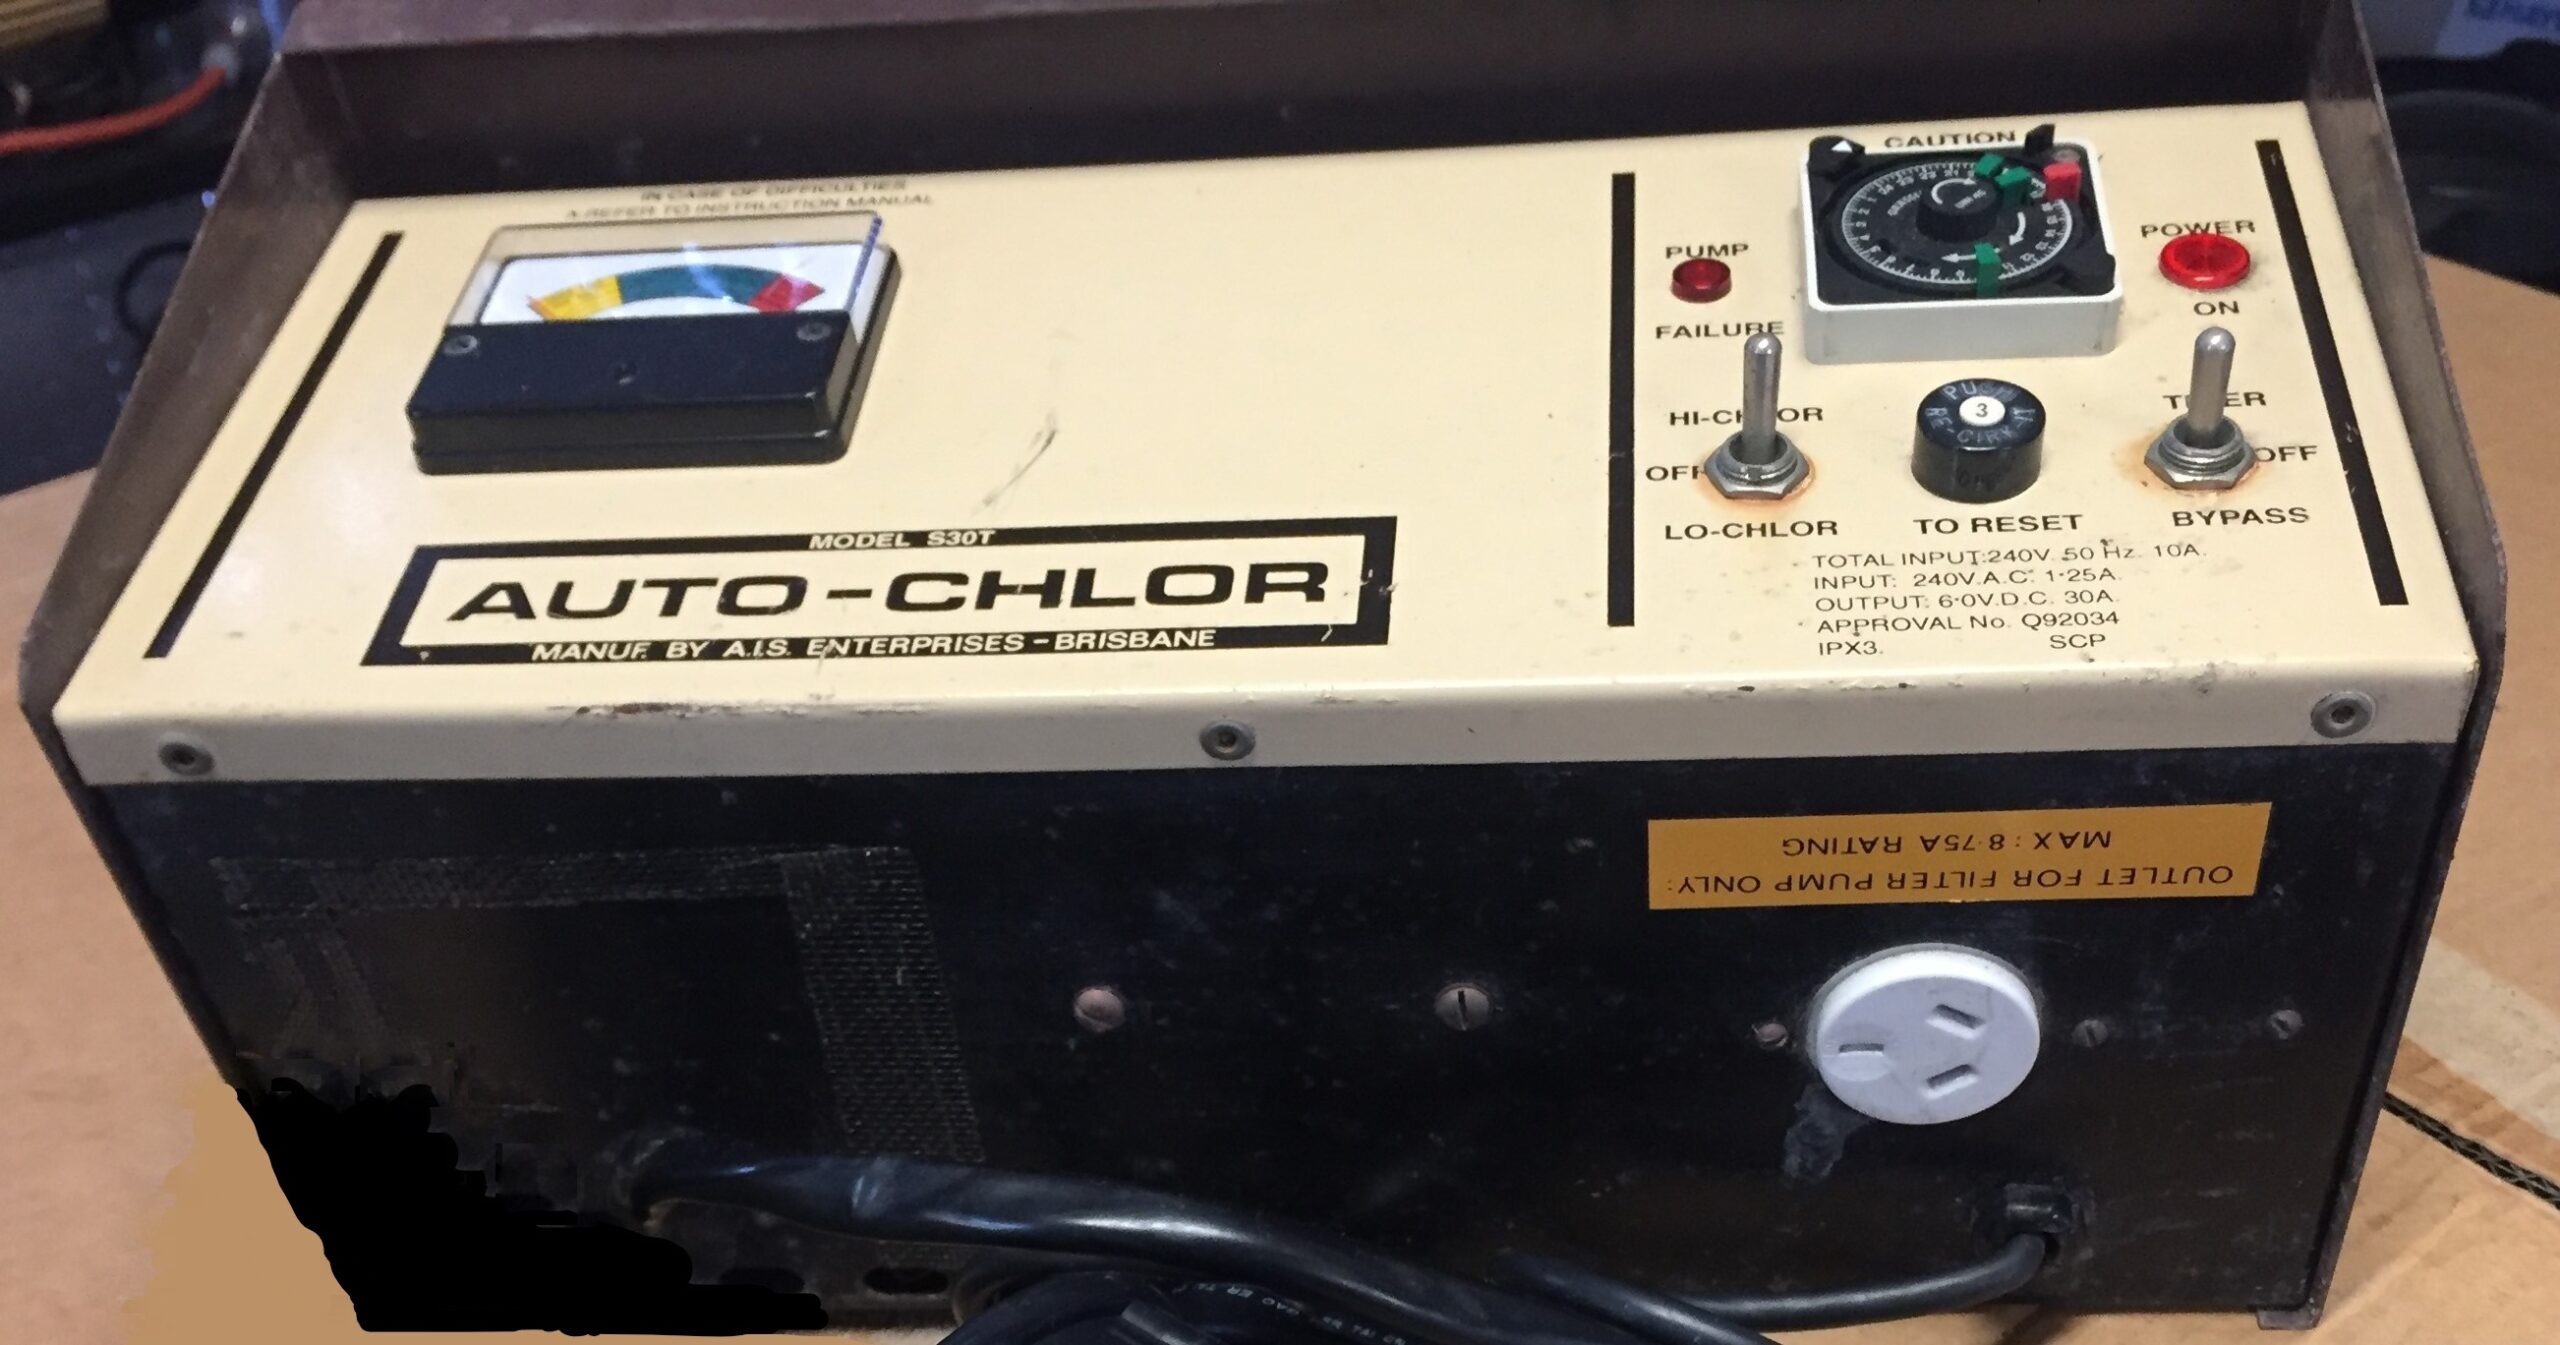 IN CASE OF DIFFICULTIES
REFER TO INSTRUCTION MANUAL
CAUTION
PUMP
FAILURE
POWER
ON
HI-CHLOR
OFF
LO-CHLOR
PUSH
3
TO RESET
TIMER
OFF
BYPASS
MODEL S30T
AUTO-CHLOR
MANUF. BY A.I.S. ENTERPRISES - BRISBANE
TOTAL INPUT: 240V. 50 Hz. 10A.
INPUT: 240V.A.C. 1·25A.
OUTPUT: 6·0V.D.C. 30A.
APPROVAL No. Q92034
IPX3. SCP
OUTLET FOR FILTER PUMP ONLY:
MAX: 8·75A RATING